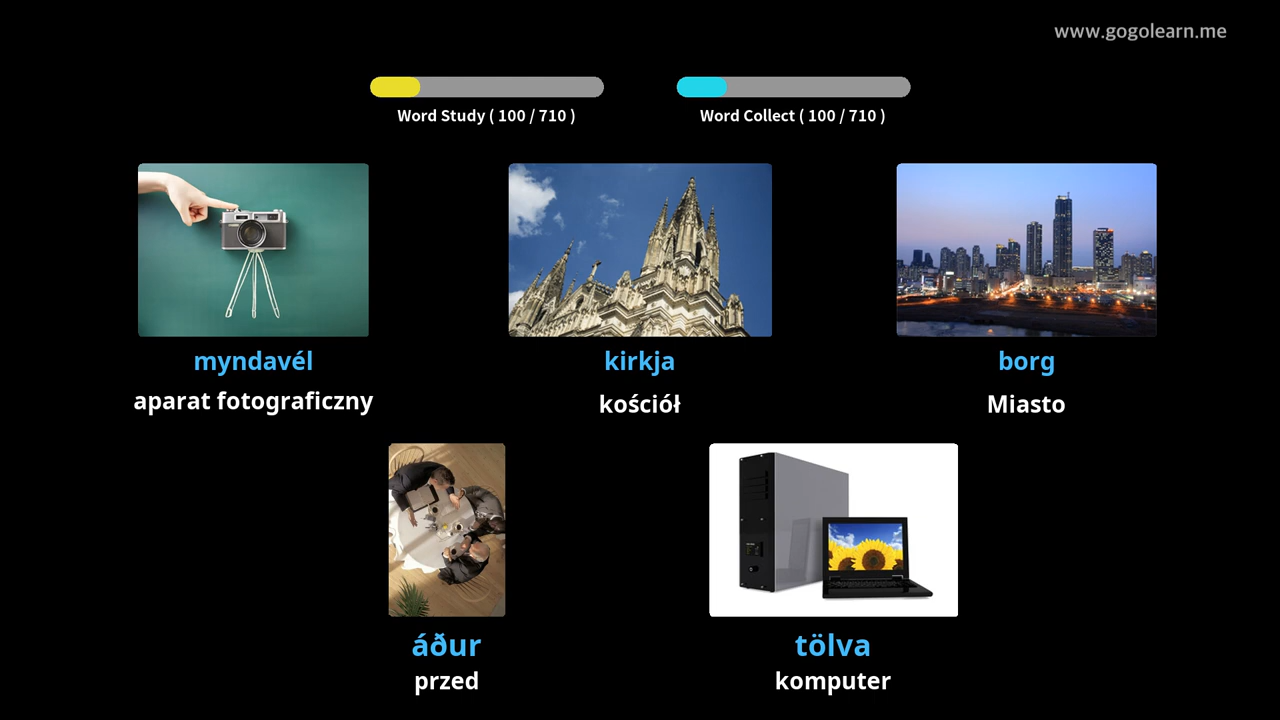 www.gogolearn.me
Word Study ( 100 / 710 )
Word Collect ( 100 / 710 )
myndavél
aparat fotograficzny
kirkja
kościół
borg
Miasto
áður
przed
tölva
komputer